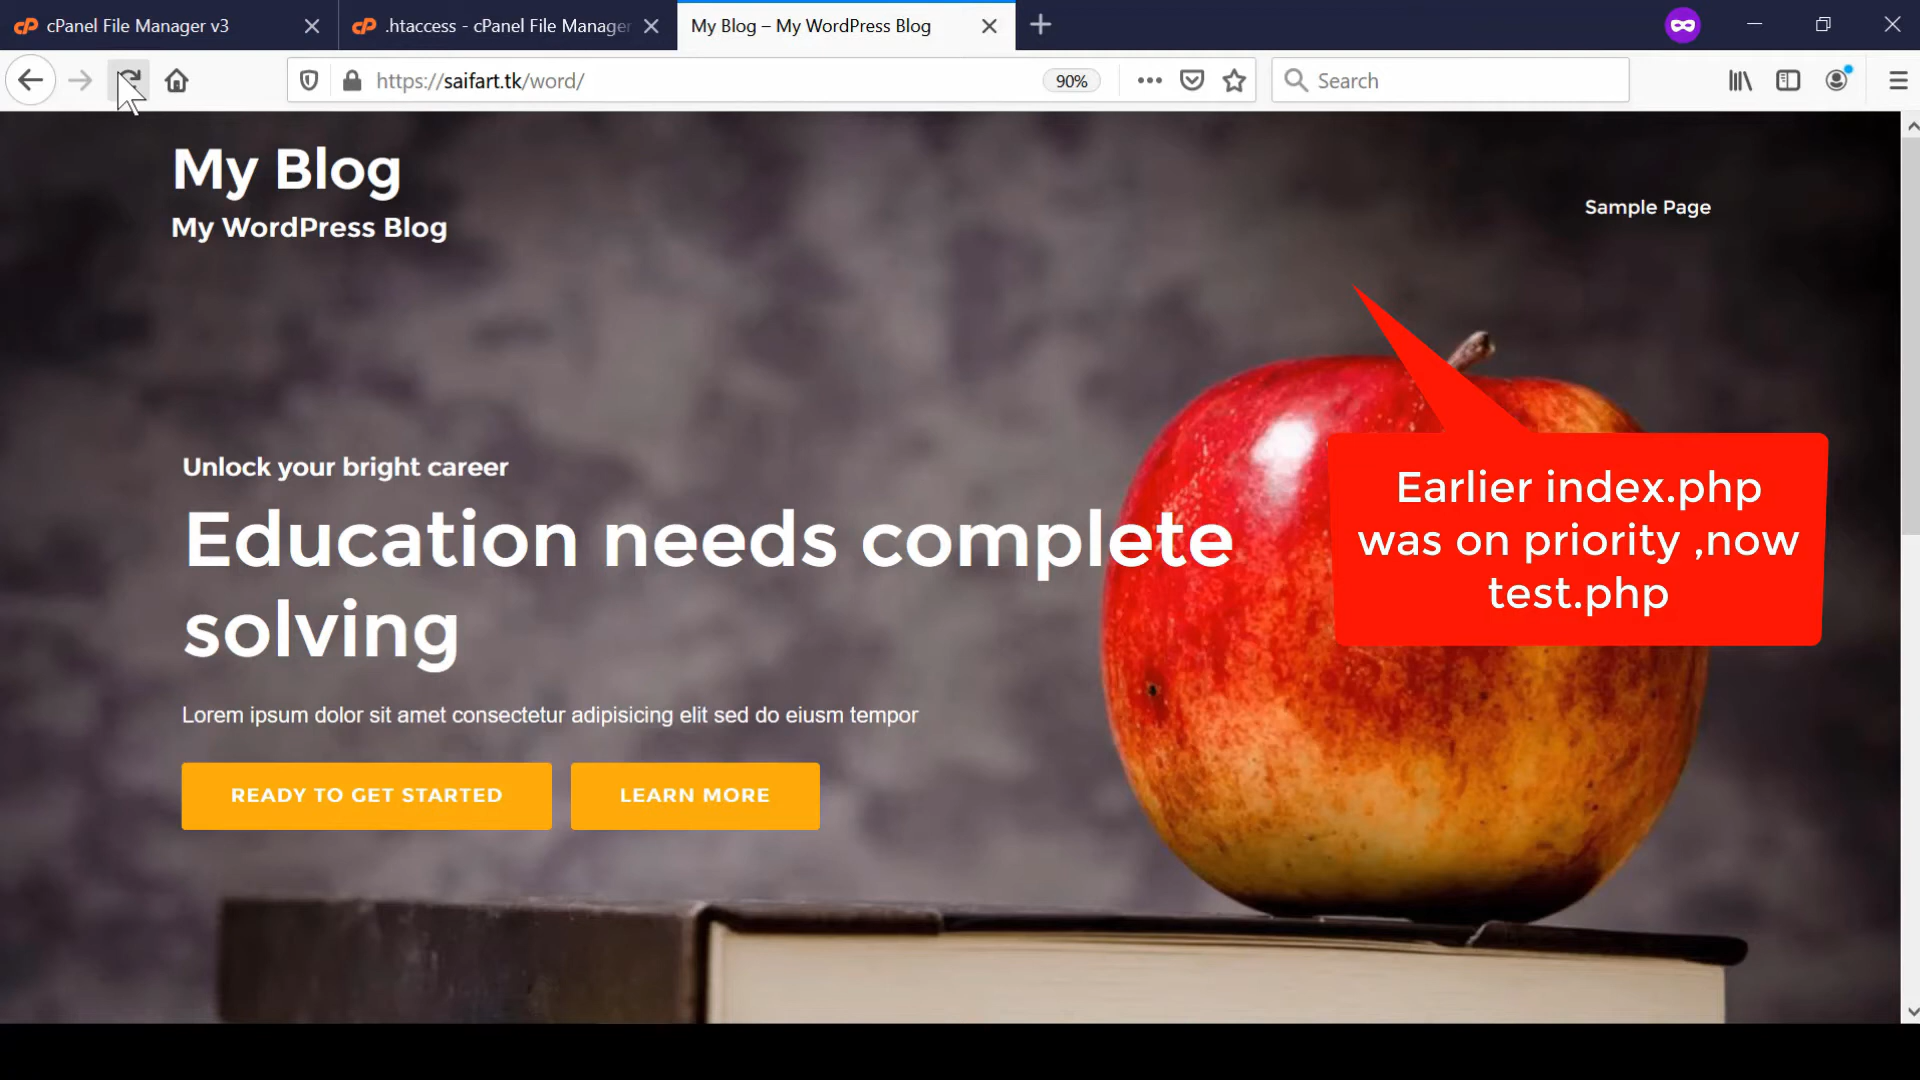 cPanel File Manager v3
.htaccess - cPanel File Manager
My Blog – My WordPress Blog
https://saifart.tk/word/
90%
Search
My Blog
My WordPress Blog
Sample Page
Earlier index.php
was on priority ,now
test.php
Unlock your bright career
Education needs complete
solving
Lorem ipsum dolor sit amet consectetur adipisicing elit sed do eiusm tempor
READY TO GET STARTED
LEARN MORE